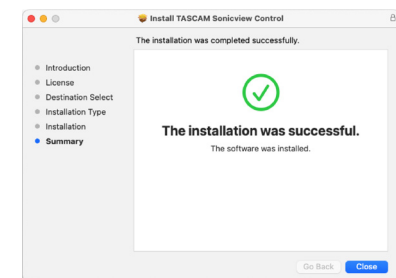 Install TASCAM Sonicview Control
The installation was completed successfully.
Introduction
License
Destination Select
Installation Type
Installation
Summary
The installation was successful.
The software was installed.
Go Back
Close